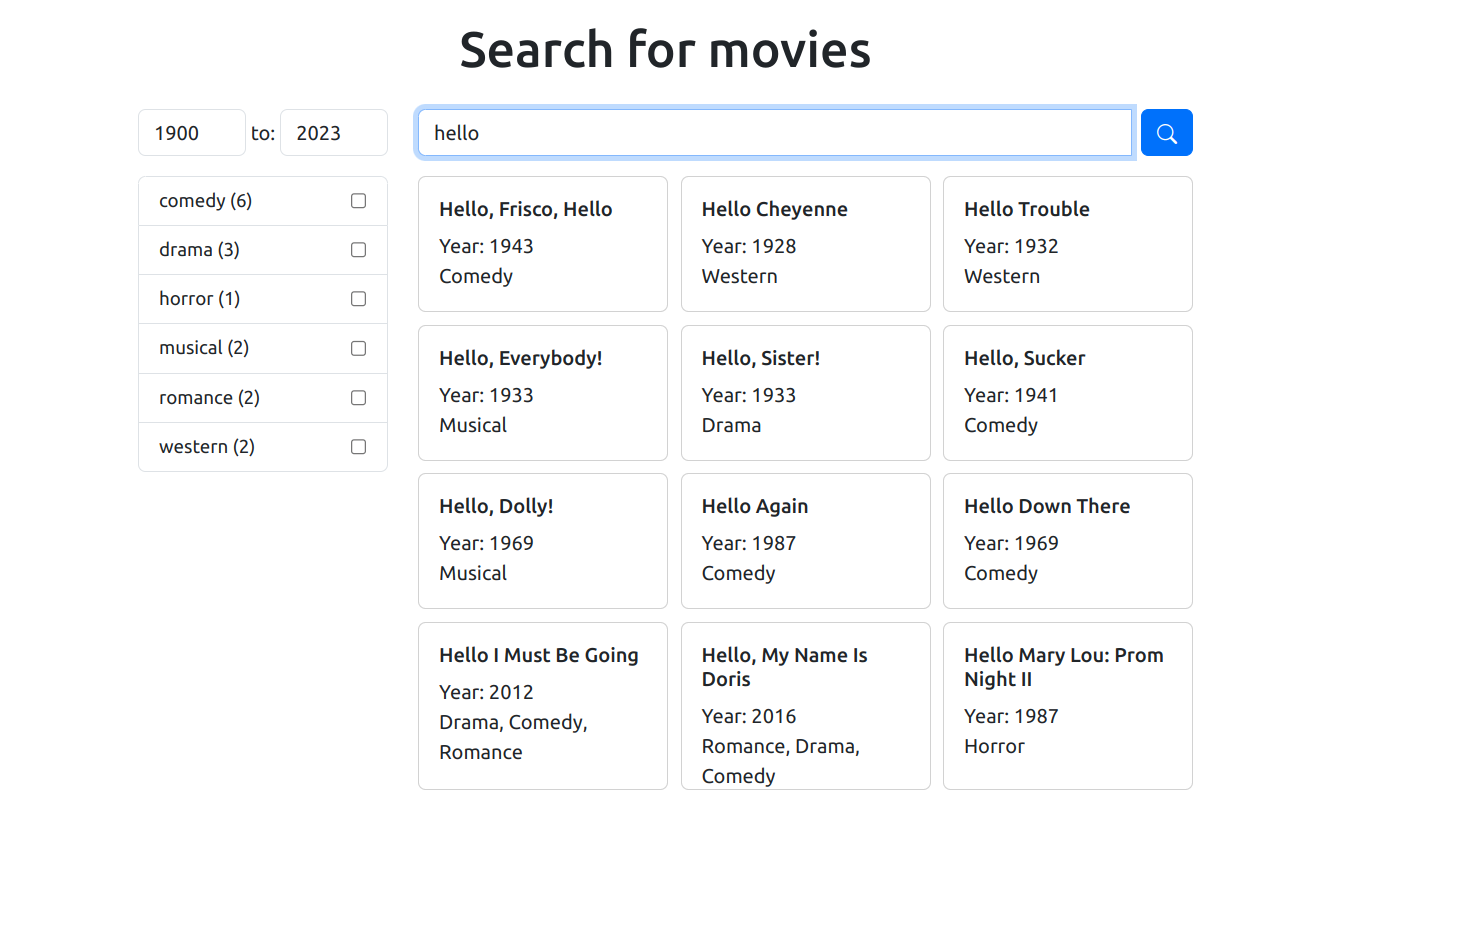 Search for movies
1900 to: 2023
hello
comedy (6)
drama (3)
horror (1)
musical (2)
romance (2)
western (2)
Hello, Frisco, Hello
Year: 1943
Comedy
Hello Cheyenne
Year: 1928
Western
Hello Trouble
Year: 1932
Western
Hello, Everybody!
Year: 1933
Musical
Hello, Sister!
Year: 1933
Drama
Hello, Sucker
Year: 1941
Comedy
Hello, Dolly!
Year: 1969
Musical
Hello Again
Year: 1987
Comedy
Hello Down There
Year: 1969
Comedy
Hello I Must Be Going
Year: 2012
Drama, Comedy,
Romance
Hello, My Name Is
Doris
Year: 2016
Romance, Drama,
Comedy
Hello Mary Lou: Prom
Night II
Year: 1987
Horror